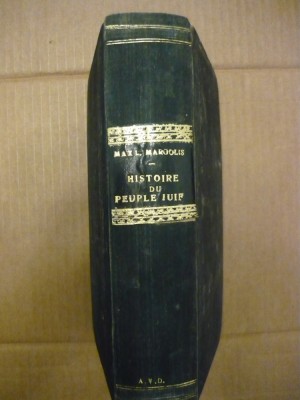 MAX L. MARGOLIS
HISTOIRE
DU
PEUPLE JUIF
A. V. D.